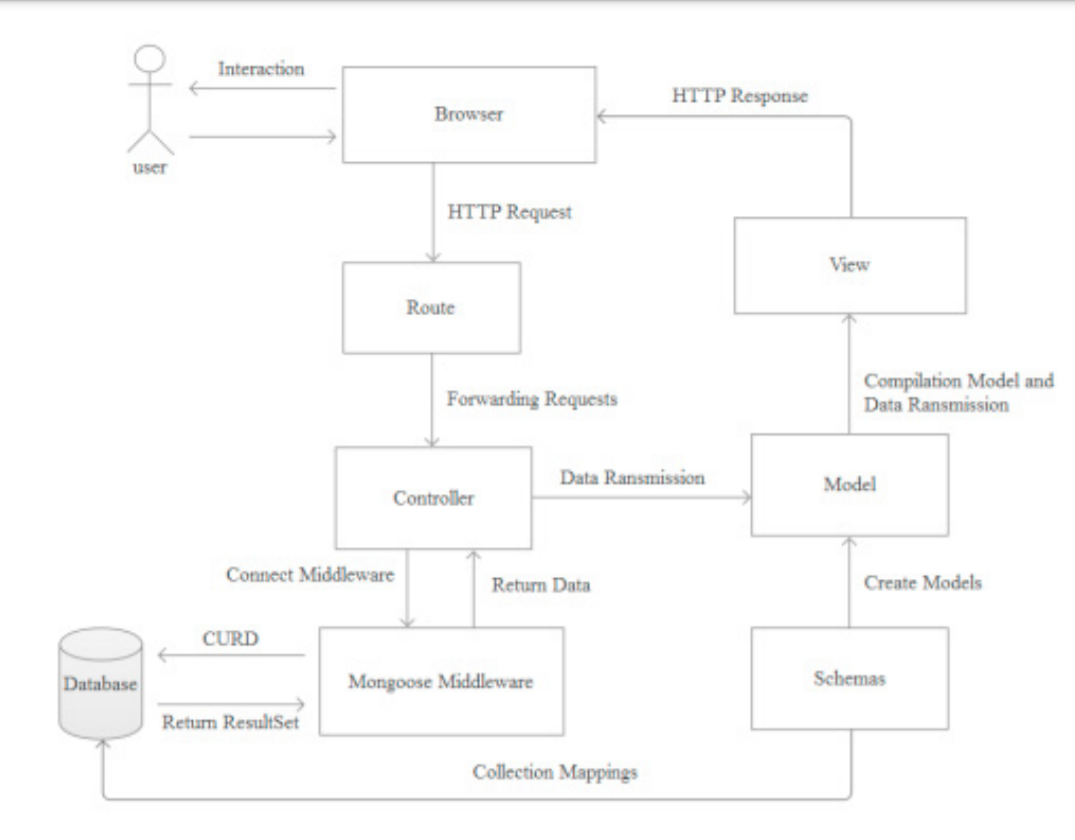 Interaction
Browser
HTTP Response
user
HTTP Request
View
Route
Compilation Model and
Data Ransmission
Forwarding Requests
Data Ransmission
Model
Controller
Connect Middleware
Return Data
Create Models
CURD
Database
Mongoose Middleware
Schemas
Return ResultSet
Collection Mappings